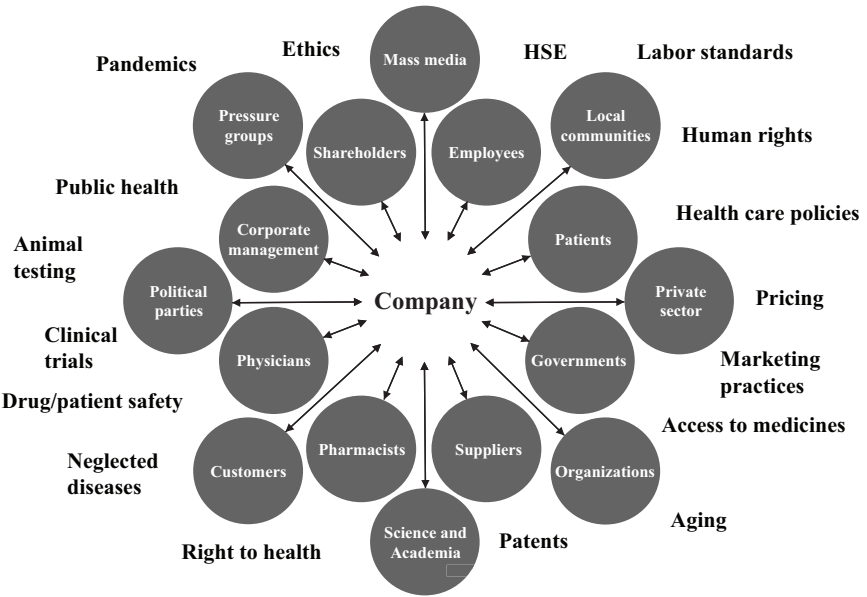 Mass media
Ethics
HSE
Labor standards
Pandemics
Pressure
groups
Local
communities
Shareholders
Employees
Human rights
Public health
Health care policies
Corporate
management
Patients
Animal
testing
Political
parties
Company
Private
sector
Pricing
Clinical
trials
Physicians
Governments
Marketing
practices
Drug/patient safety
Access to medicines
Neglected
diseases
Customers
Pharmacists
Suppliers
Organizations
Aging
Right to health
Science and
Academia
Patents